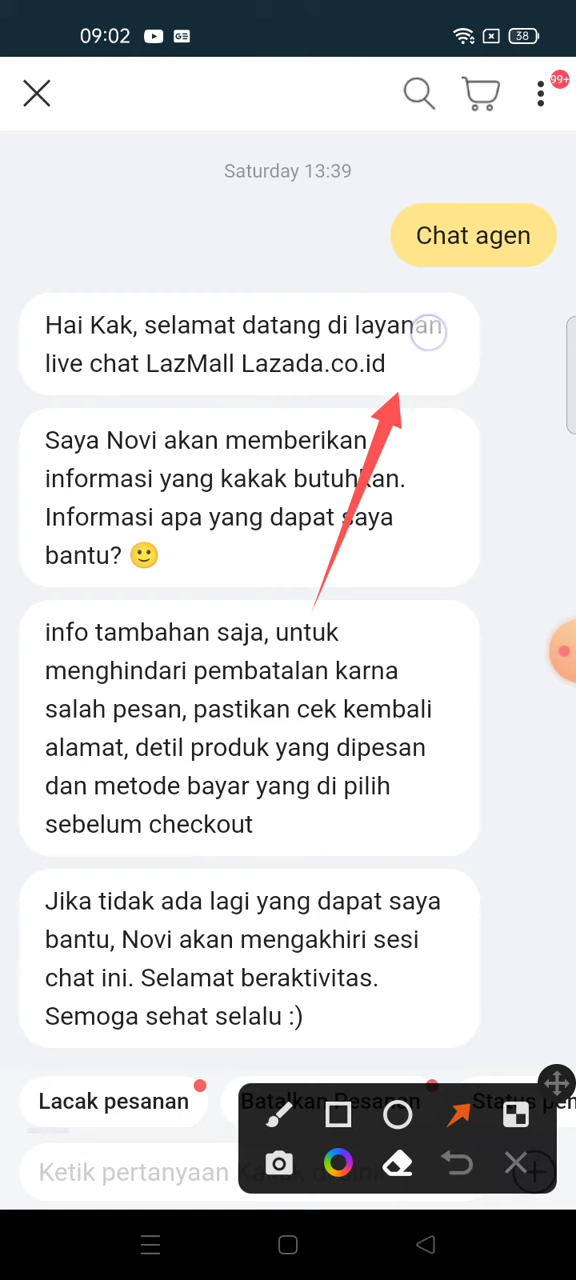 09:02
38
99+
Saturday 13:39
Chat agen
Hai Kak, selamat datang di layanan
live chat LazMall Lazada.co.id
Saya Novi akan memberikan
informasi yang kakak butuhkan.
Informasi apa yang dapat saya
bantu? 🙂
info tambahan saja, untuk
menghindari pembatalan karna
salah pesan, pastikan cek kembali
alamat, detil produk yang dipesan
dan metode bayar yang di pilih
sebelum checkout
Jika tidak ada lagi yang dapat saya
bantu, Novi akan mengakhiri sesi
chat ini. Selamat beraktivitas.
Semoga sehat selalu :)
Lacak pesanan
Batalkan Pesanan
Status
Ketik pertanyaan